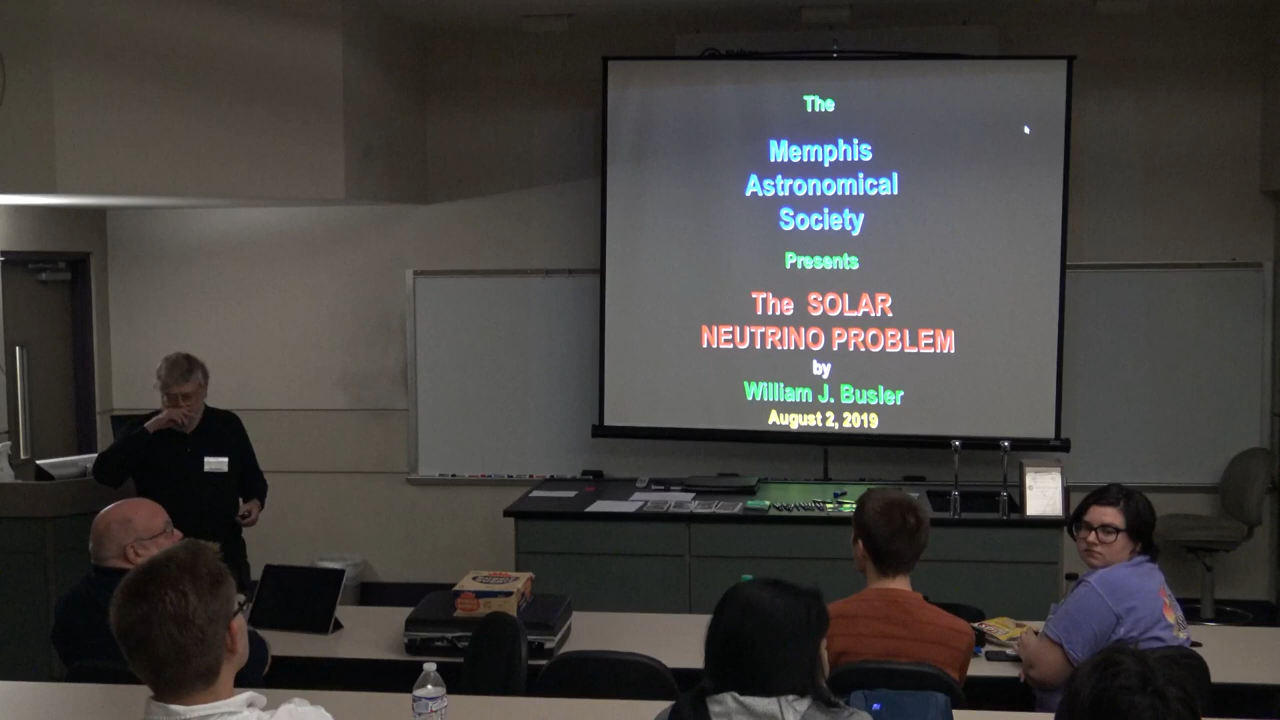 The
Memphis
Astronomical
Society
Presents
The SOLAR
NEUTRINO PROBLEM
by
William J. Busler
August 2, 2019